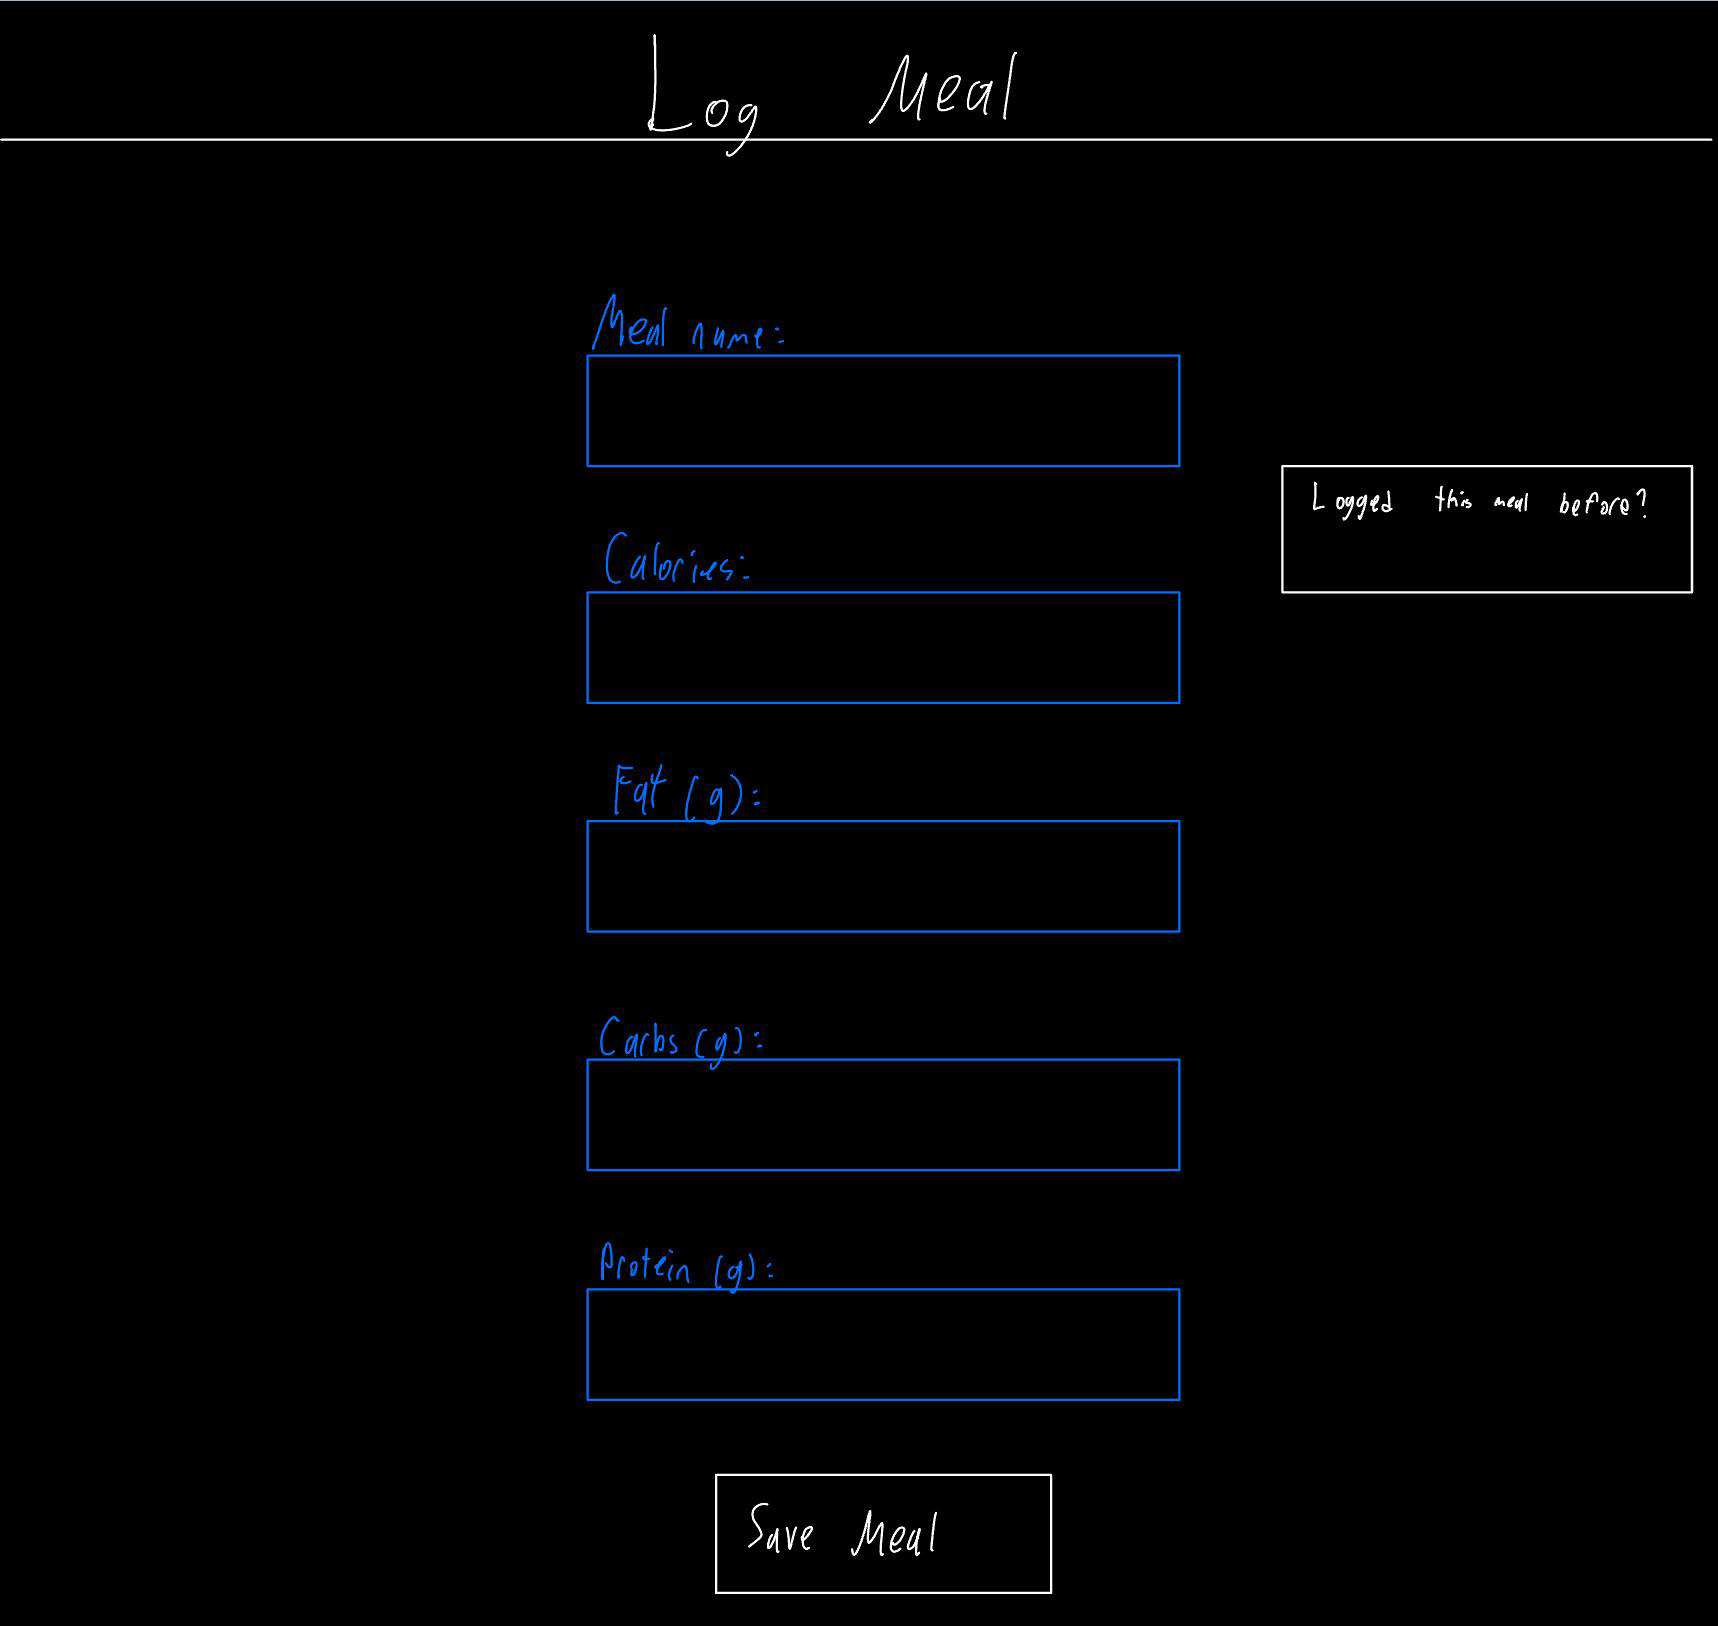 Log Meal
Meal name:
Logged this meal before?
Calories:
Fat (g):
Carbs (g):
Protein (g):
Save Meal